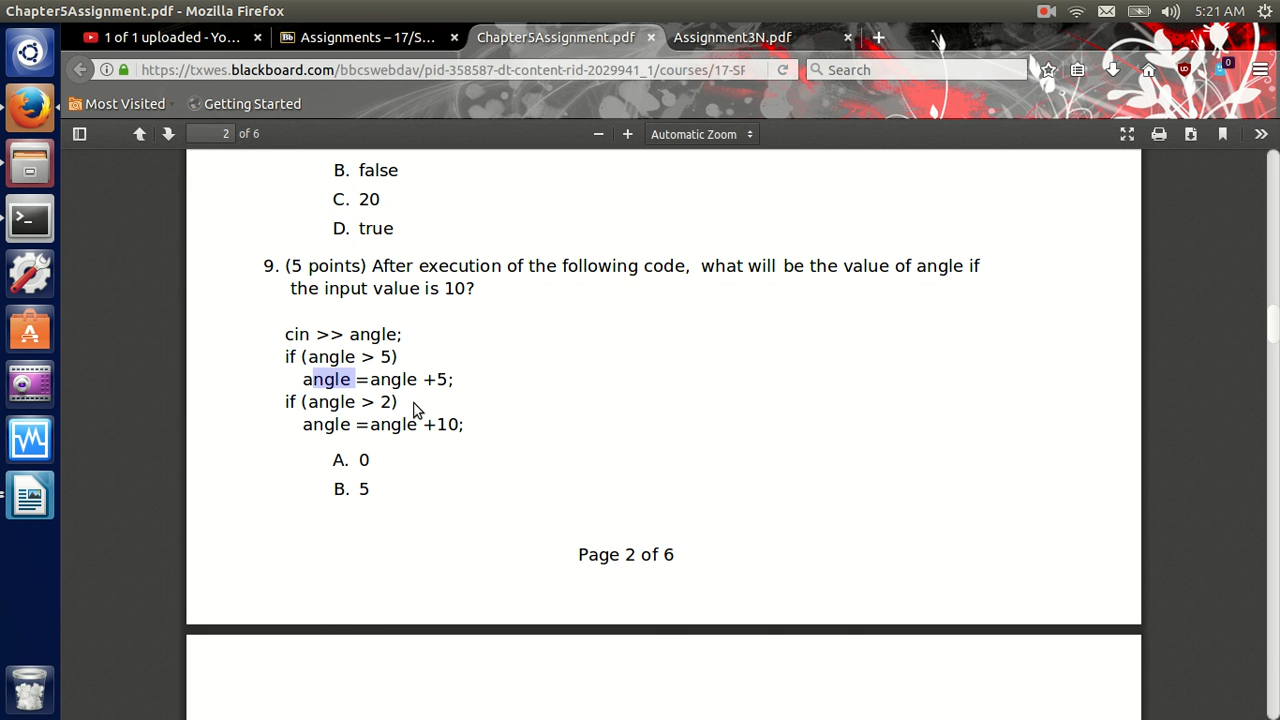 Chapter5Assignment.pdf - Mozilla Firefox
5:21 AM
1 of 1 uploaded - Yo...
Assignments – 17/S...
Chapter5Assignment.pdf
Assignment3N.pdf
https://txwes.blackboard.com/bbcswebdav/pid-358587-dt-content-rid-2029941_1/courses/17-SP
Search
0
Most Visited
Getting Started
2 of 6
Automatic Zoom
B. false
C. 20
D. true
9. (5 points) After execution of the following code, what will be the value of angle if
the input value is 10?
cin >> angle;
if (angle > 5)
angle =angle +5;
if (angle > 2)
angle =angle +10;
A. 0
B. 5
Page 2 of 6